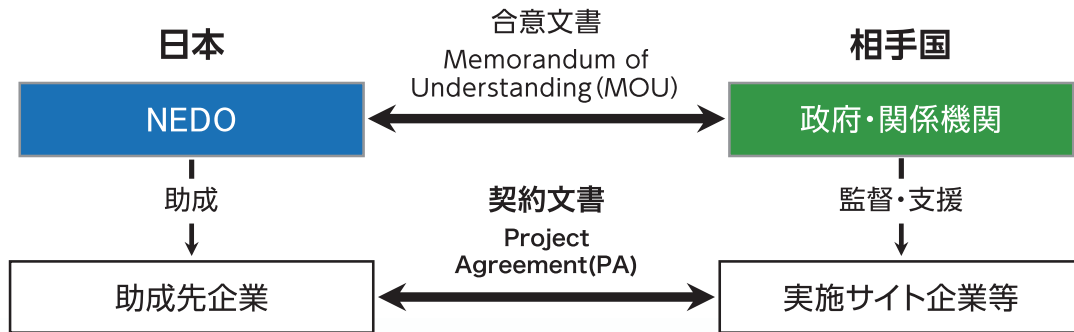 合意文書
日本
相手国
Memorandum of
Understanding(MOU)
NEDO
政府・関係機関
助成
契約文書
監督・支援
Project
Agreement(PA)
助成先企業
実施サイト企業等